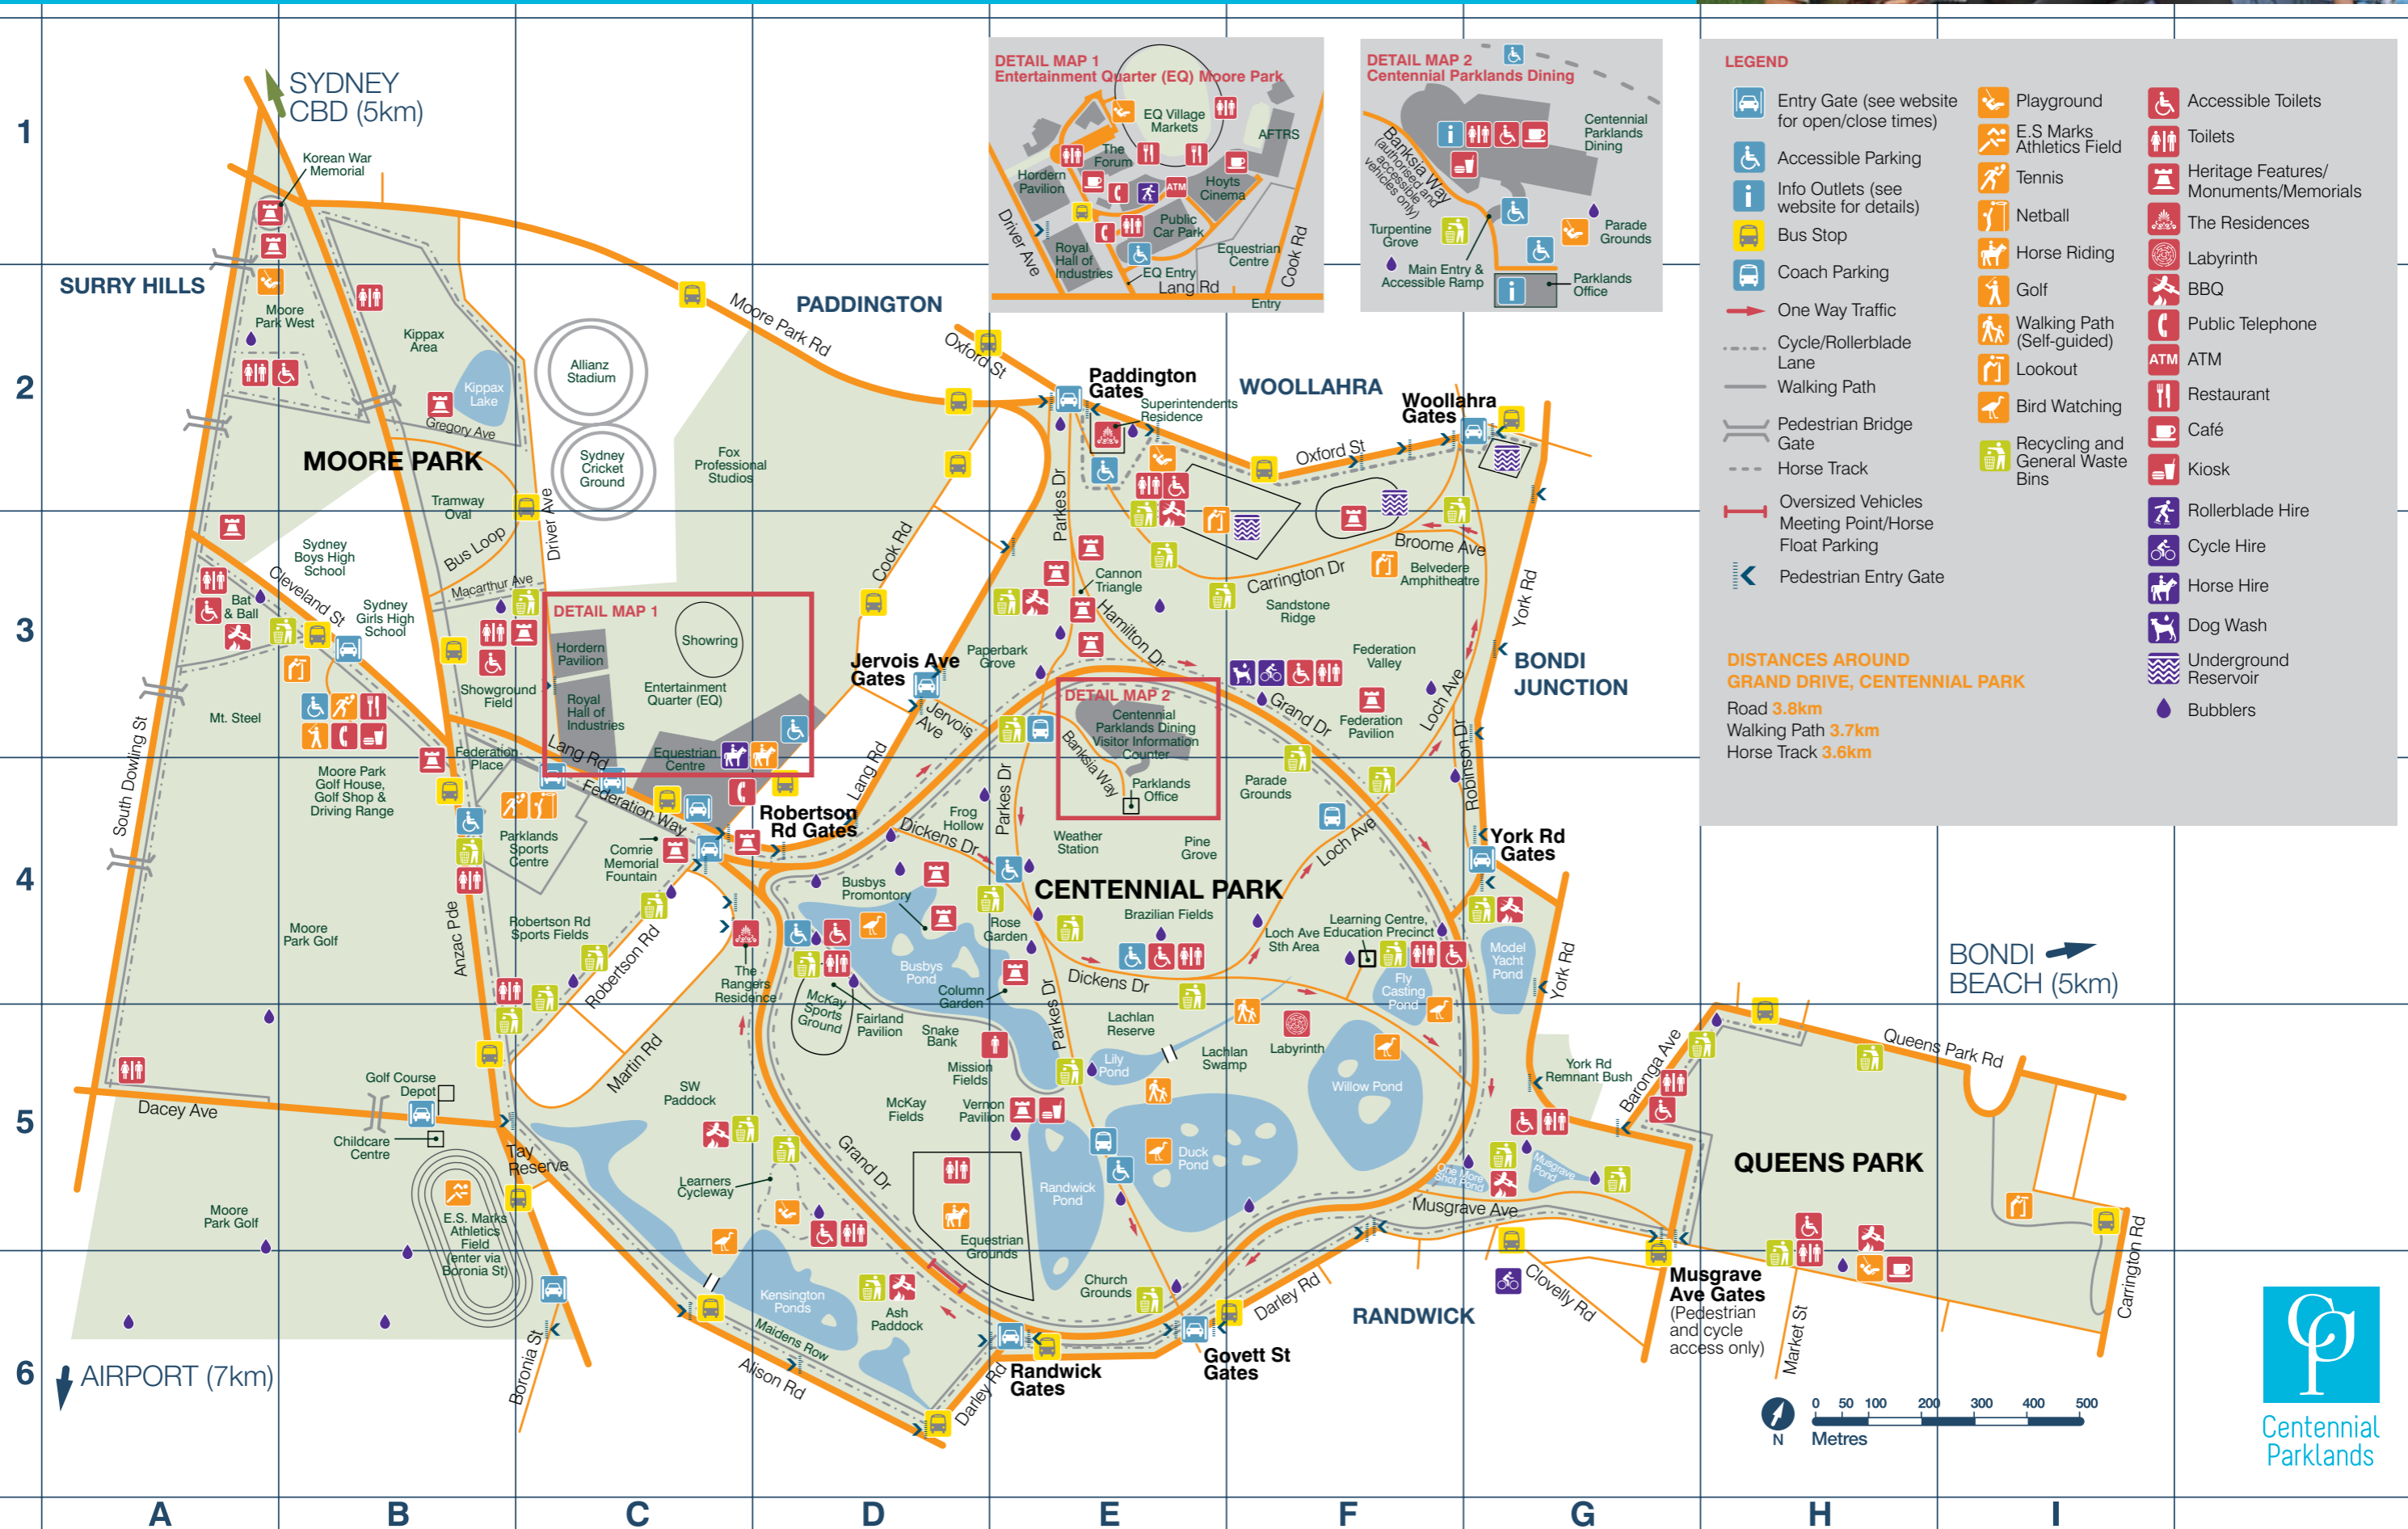 SYDNEY
CBD (5km)
Korean War
Memorial
SURRY HILLS
Moore
Park West
Kippax
Area
Kippax
Lake
Gregory Ave
MOORE PARK
Allianz
Stadium
Sydney
Cricket
Ground
Fox
Professional
Studios
PADDINGTON
Moore Park Rd
Oxford St
Tramway
Oval
Bus Loop
Driver Ave
Macarthur Ave
Sydney
Boys High
School
Sydney
Girls High
School
Cleveland St
Bat
& Ball
Mt. Steel
South Dowling St
Showground
Field
DETAIL MAP 1
Hordern
Pavilion
Royal
Hall of
Industries
Showring
Entertainment
Quarter (EQ)
Equestrian
Centre
Lang Rd
Federation
Place
Federation Way
Moore Park
Golf House,
Golf Shop &
Driving Range
Parklands
Sports
Centre
Comrie
Memorial
Fountain
Robertson
Rd Gates
Cook Rd
Jervois Ave
Gates
Jervois
Ave
Lang Rd
Paperbark
Grove
DETAIL MAP 1
Entertainment Quarter (EQ) Moore Park
EQ Village
Markets
AFTRS
The
Forum
Hordern
Pavilion
Hoyts
Cinema
ATM
Public
Car Park
Royal
Hall of
Industries
Equestrian
Centre
EQ Entry
Lang Rd
Driver Ave
Cook Rd
Entry
DETAIL MAP 2
Centennial Parklands Dining
Centennial
Parklands
Dining
Banksia Way
(authorised and
accessible
vehicles only)
Turpentine
Grove
Parade
Grounds
Main Entry &
Accessible Ramp
Parklands
Office
Paddington
Gates
Superintendents
Residence
WOOLLAHRA
Woollahra
Gates
Oxford St
Parkes Dr
Cannon
Triangle
Hamilton Dr
Carrington Dr
Broome Ave
Belvedere
Amphitheatre
Sandstone
Ridge
Federation
Valley
York Rd
BONDI
JUNCTION
Federation
Pavilion
Loch Ave
Grand Dr
Robinson Dr
DETAIL MAP 2
Centennial
Parklands Dining
Visitor Information
Counter
Banksia Way
Parklands
Office
Parade
Grounds
Frog
Hollow
Parkes Dr
Dickens Dr
Weather
Station
Pine
Grove
Loch Ave
York Rd
Gates
CENTENNIAL PARK
Busbys
Promontory
Rose
Garden
Brazilian Fields
Loch Ave
Sth Area
Learning Centre,
Education Precinct
Model
Yacht
Pond
Fly
Casting
Pond
York Rd
Moore
Park Golf
Anzac Pde
Robertson Rd
Sports Fields
Robertson Rd
The
Rangers
Residence
Busbys
Pond
McKay
Sports
Ground
Fairland
Pavilion
Column
Garden
Snake
Bank
Dickens Dr
Parkes Dr
Lachlan
Reserve
Labyrinth
Lily
Pond
Lachlan
Swamp
Willow Pond
Mission
Fields
McKay
Fields
Vernon
Pavilion
Martin Rd
SW
Paddock
Golf Course
Depot
Dacey Ave
Childcare
Centre
Tay
Reserve
Learners
Cycleway
Grand Dr
Duck
Pond
Randwick
Pond
Equestrian
Grounds
Church
Grounds
Moore
Park Golf
E.S. Marks
Athletics
Field
(enter via
Boronia St)
Boronia St
Kensington
Ponds
Maidens Row
Alison Rd
Ash
Paddock
Darley Rd
Randwick
Gates
Govett St
Gates
Darley Rd
RANDWICK
Clovelly Rd
Musgrave Ave
One More
Shot Pond
Musgrave
Pond
York Rd
Remnant Bush
Baronga Ave
Queens Park Rd
BONDI
BEACH (5km)
QUEENS PARK
Carrington Rd
Musgrave
Ave Gates
(Pedestrian
and cycle
access only)
Market St
AIRPORT (7km)
N
0 50 100 200 300 400 500
Metres
Centennial
Parklands
LEGEND
Entry Gate (see website
for open/close times)
Accessible Parking
Info Outlets (see
website for details)
Bus Stop
Coach Parking
One Way Traffic
Cycle/Rollerblade
Lane
Walking Path
Pedestrian Bridge
Gate
Horse Track
Oversized Vehicles
Meeting Point/Horse
Float Parking
Pedestrian Entry Gate
Playground
E.S Marks
Athletics Field
Tennis
Netball
Horse Riding
Golf
Walking Path
(Self-guided)
Lookout
Bird Watching
Recycling and
General Waste
Bins
Accessible Toilets
Toilets
Heritage Features/
Monuments/Memorials
The Residences
Labyrinth
BBQ
Public Telephone
ATM
ATM
Restaurant
Café
Kiosk
Rollerblade Hire
Cycle Hire
Horse Hire
Dog Wash
Underground
Reservoir
Bubblers
DISTANCES AROUND
GRAND DRIVE, CENTENNIAL PARK
Road 3.8km
Walking Path 3.7km
Horse Track 3.6km
1
2
3
4
5
6
A B C D E F G H I